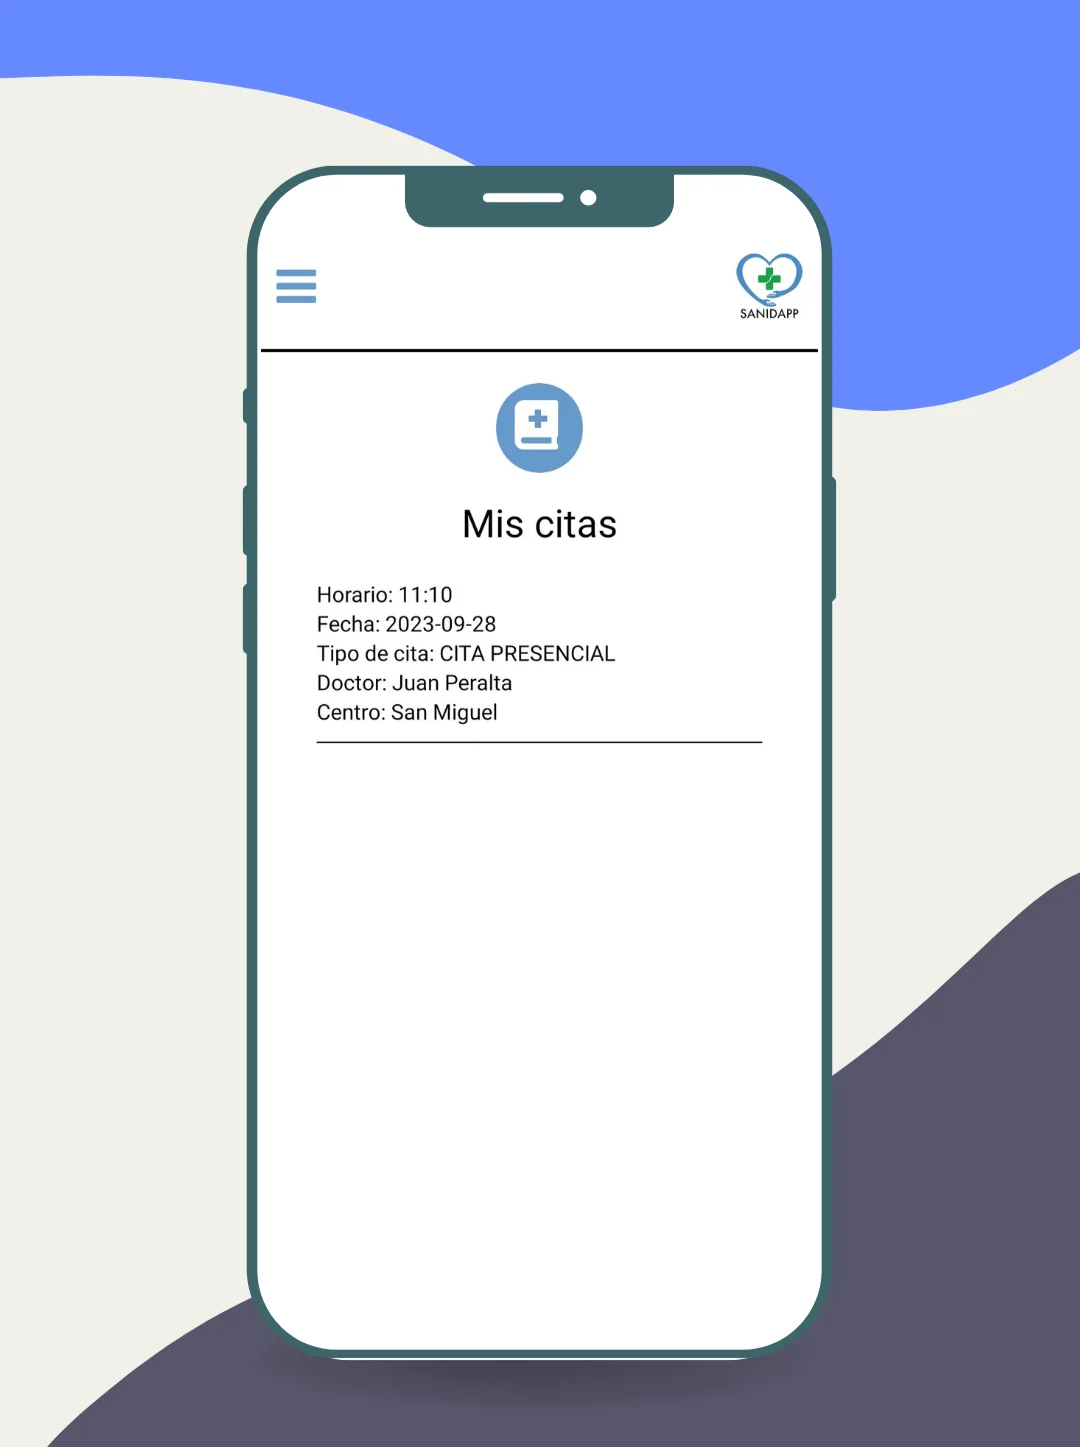 SANIDAPP
Mis citas
Horario: 11:10
Fecha: 2023-09-28
Tipo de cita: CITA PRESENCIAL
Doctor: Juan Peralta
Centro: San Miguel